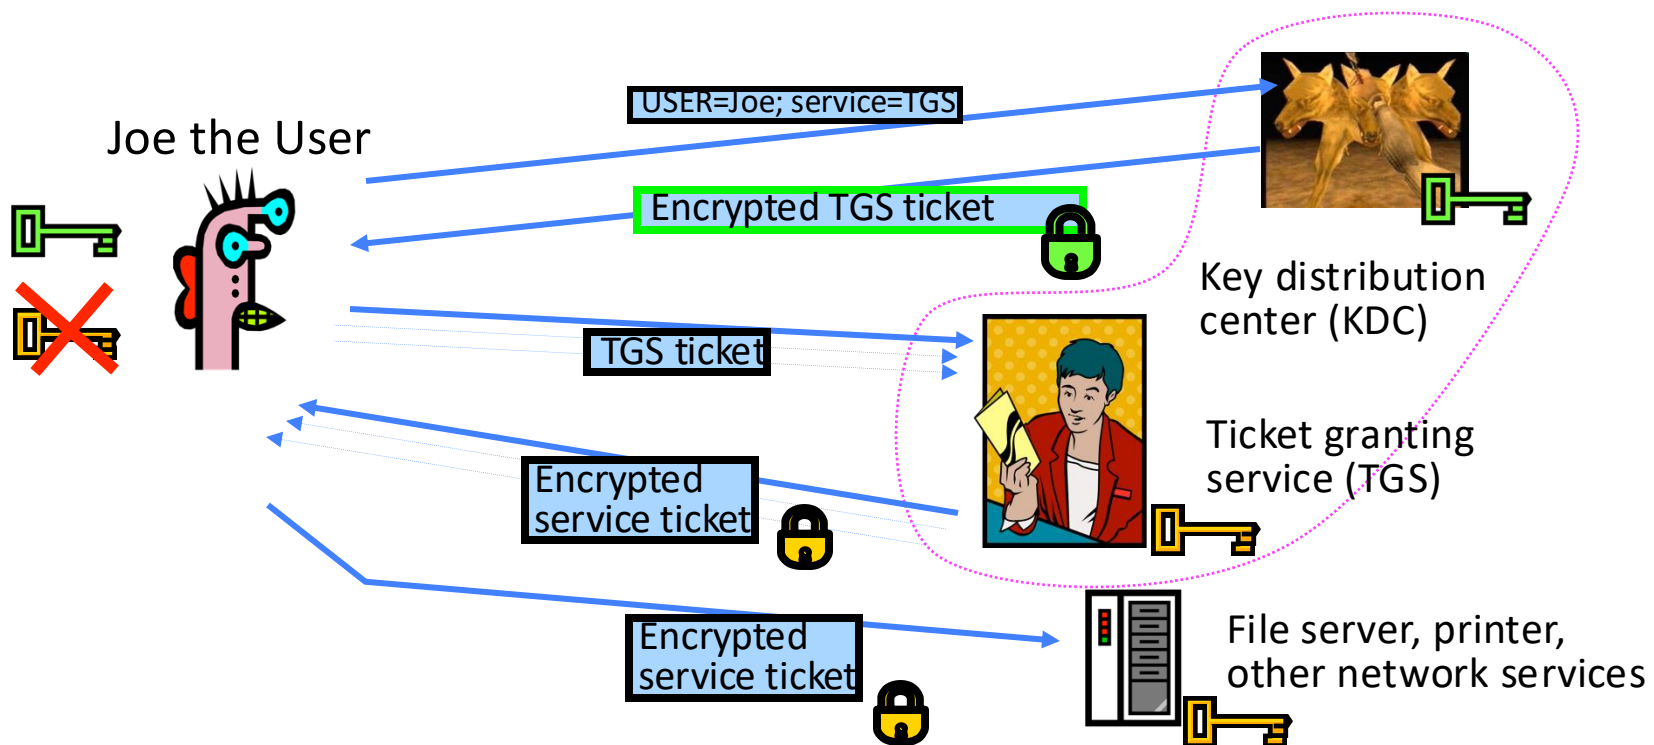 USER=Joe; service=TGS
Joe the User
Encrypted TGS ticket
Key distribution
center (KDC)
TGS ticket
Ticket granting
service (TGS)
Encrypted
service ticket
File server, printer,
other network services
Encrypted
service ticket